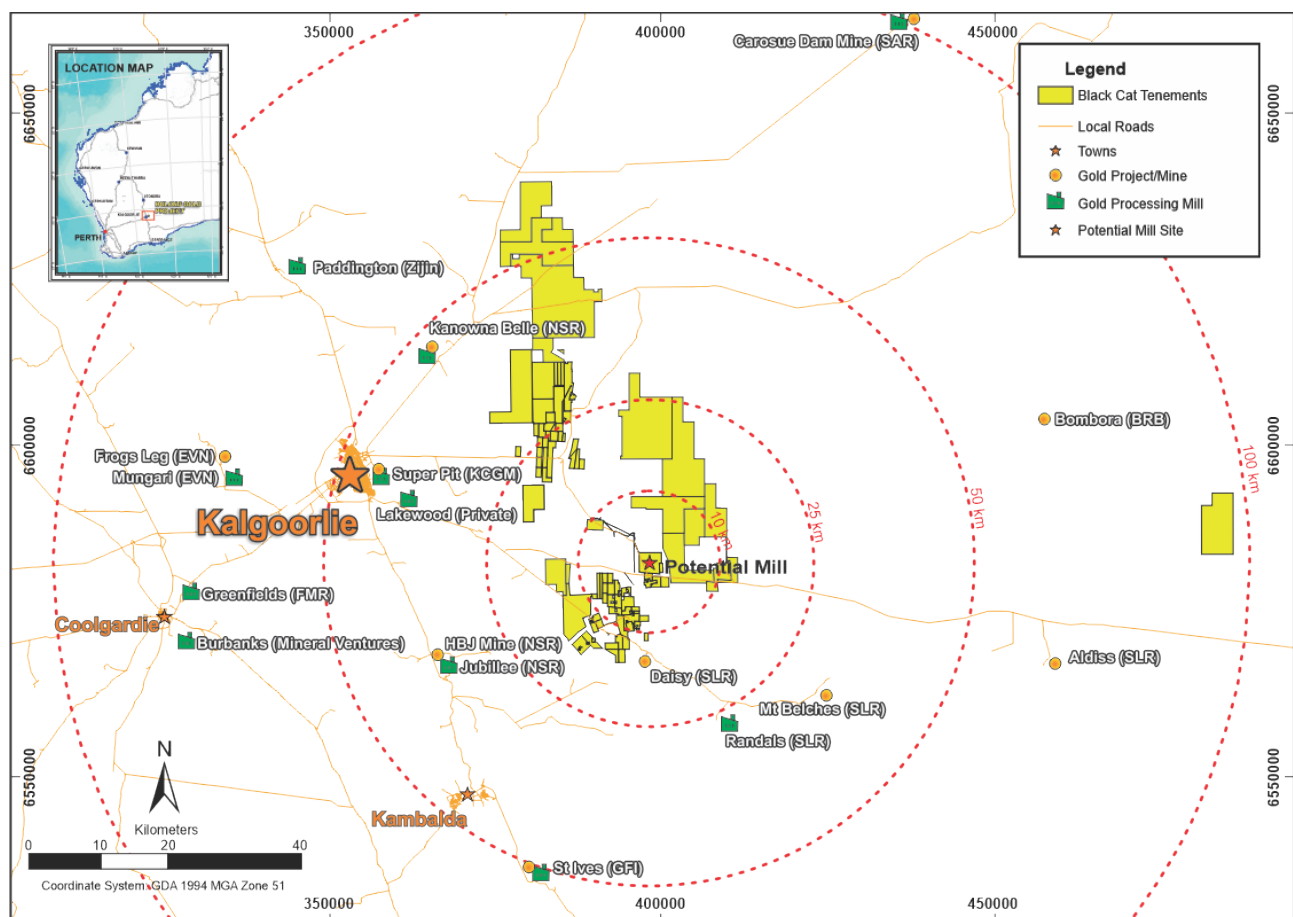 350000
400000
450000
Carosue Dam Mine (SAR)
LOCATION MAP
PERTH
Legend
Black Cat Tenements
Local Roads
Towns
Gold Project/Mine
Gold Processing Mill
Potential Mill Site
6650000
6650000
Paddington (Zijin)
Kanowna Belle (NSR)
Bombora (BRB)
6600000
6600000
Frogs Leg (EVN)
Mungari (EVN)
Super Pit (KCGM)
100 km
50 km
25 km
10 km
Lakewood (Private)
Kalgoorlie
Potential Mill
Greenfields (FMR)
Coolgardie
Burbanks (Mineral Ventures)
HBJ Mine (NSR)
Jubillee (NSR)
Daisy (SLR)
Aldiss (SLR)
Mt Belches (SLR)
Randals (SLR)
N
6550000
6550000
Kambalda
Kilometers
0 10 20 40
St Ives (GFI)
Coordinate System: GDA 1994 MGA Zone 51
350000
400000
450000